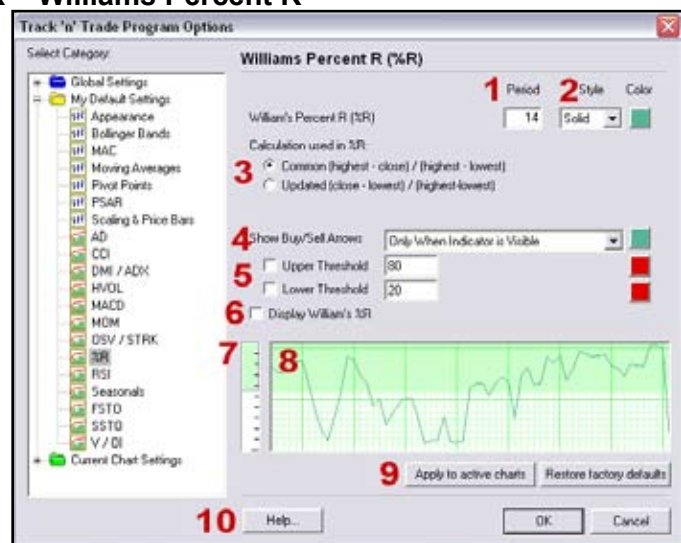 Williams Percent R
Track 'n' Trade Program Options
Select Category:
Global Settings
My Default Settings
Appearance
Bollinger Bands
MAC
Moving Averages
Pivot Points
PSAR
Scaling & Price Bars
AD
CCI
DMI / ADX
HVOL
MACD
MOM
OSV / STRK
%R
RSI
Seasonals
FSTO
SSTO
V / OI
Current Chart Settings
Williams Percent R (%R)
1 Period 2 Style Color
William's Percent R (%R) 14 Solid
Calculation used in %R:
3 Common (highest - close) / (highest - lowest)
Updated (close - lowest) / (highest-lowest)
4 Show Buy/Sell Arrows Only When Indicator is Visible
5 Upper Threshold 80
Lower Threshold 20
6 Display William's %R
7 8
9 Apply to active charts Restore factory defaults
10 Help... OK Cancel